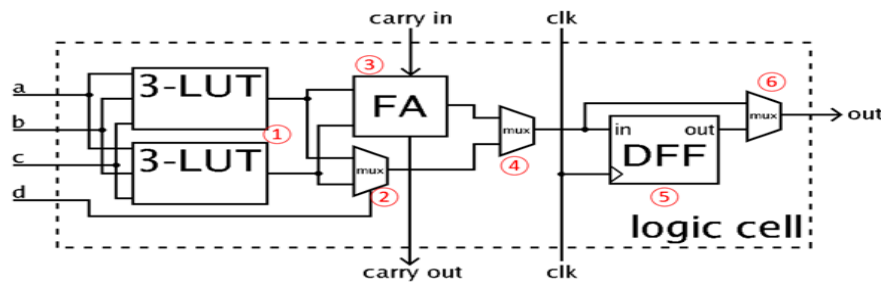 carry in
clk
a
b
c
d
3-LUT
①
3-LUT
③
FA
mux
②
mux
④
in
out
DFF
⑤
mux
⑥
out
logic cell
carry out
clk